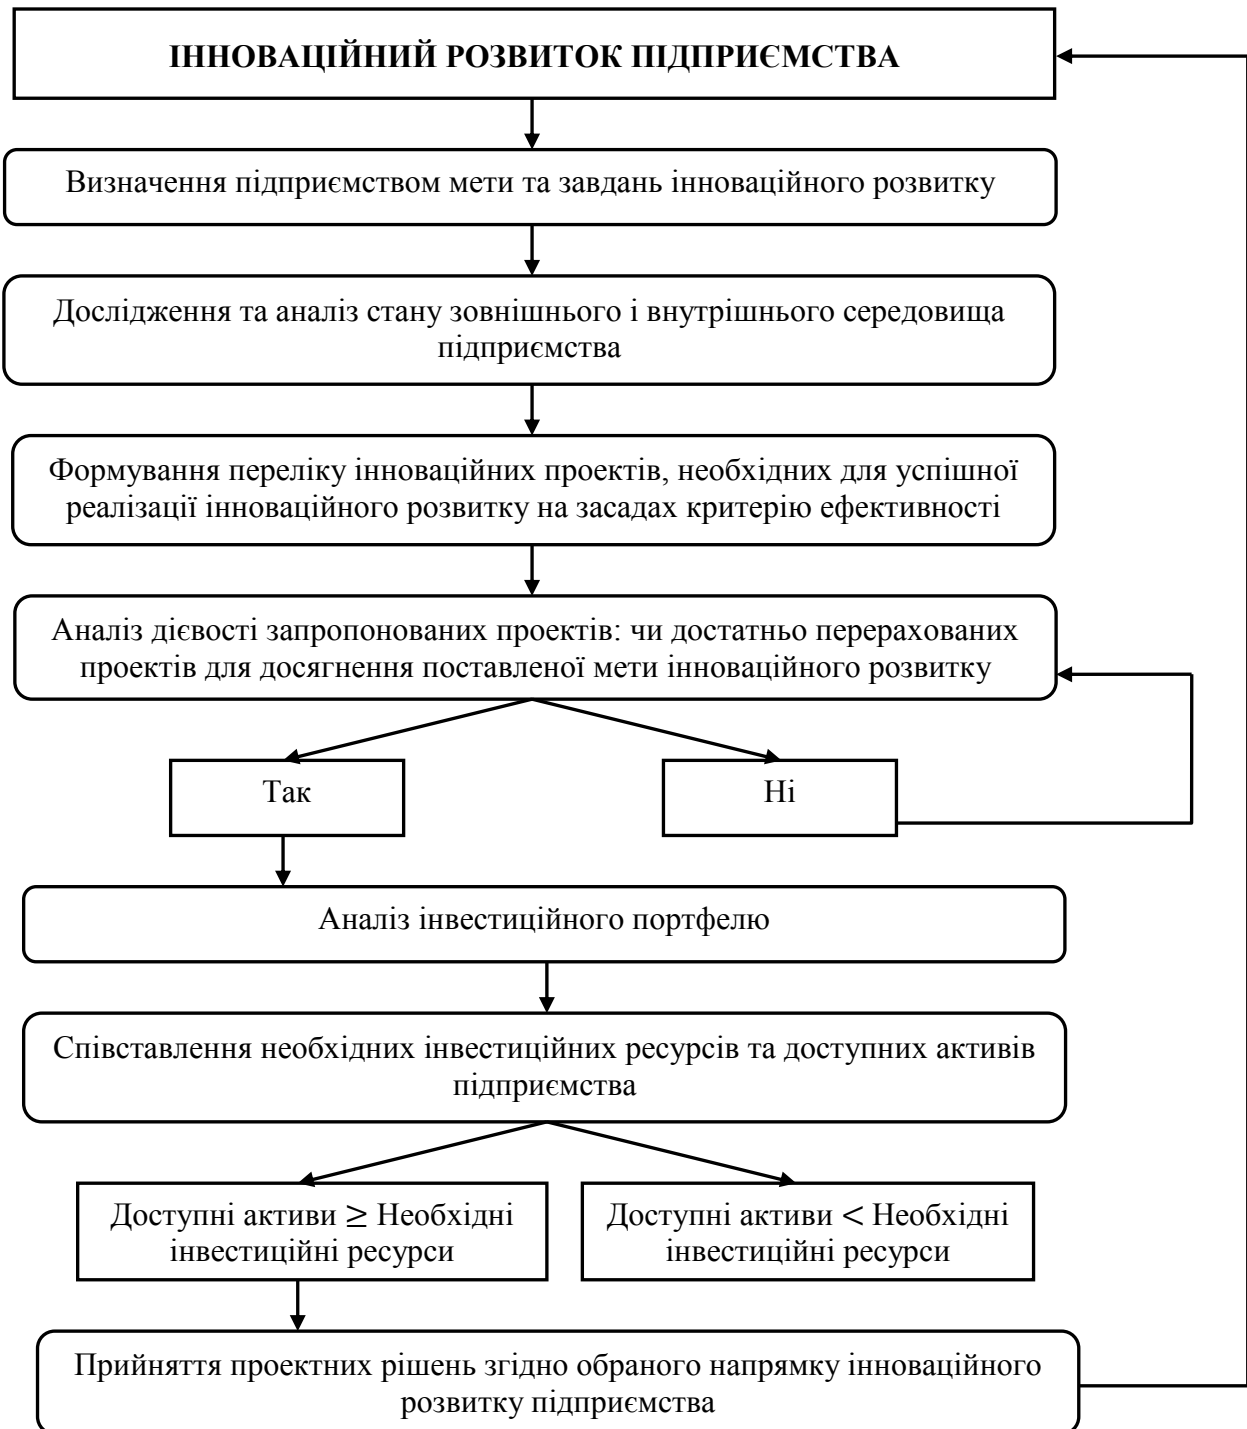 ІННОВАЦІЙНИЙ РОЗВИТОК ПІДПРИЄМСТВА
Визначення підприємством мети та завдань інноваційного розвитку
Дослідження та аналіз стану зовнішнього і внутрішнього середовища
підприємства
Формування переліку інноваційних проектів, необхідних для успішної
реалізації інноваційного розвитку на засадах критерію ефективності
Аналіз дієвості запропонованих проектів: чи достатньо перерахованих
проектів для досягнення поставленої мети інноваційного розвитку
Так
Ні
Аналіз інвестиційного портфелю
Співставлення необхідних інвестиційних ресурсів та доступних активів
підприємства
Доступні активи ≥ Необхідні
інвестиційні ресурси
Доступні активи < Необхідні
інвестиційні ресурси
Прийняття проектних рішень згідно обраного напрямку інноваційного
розвитку підприємства